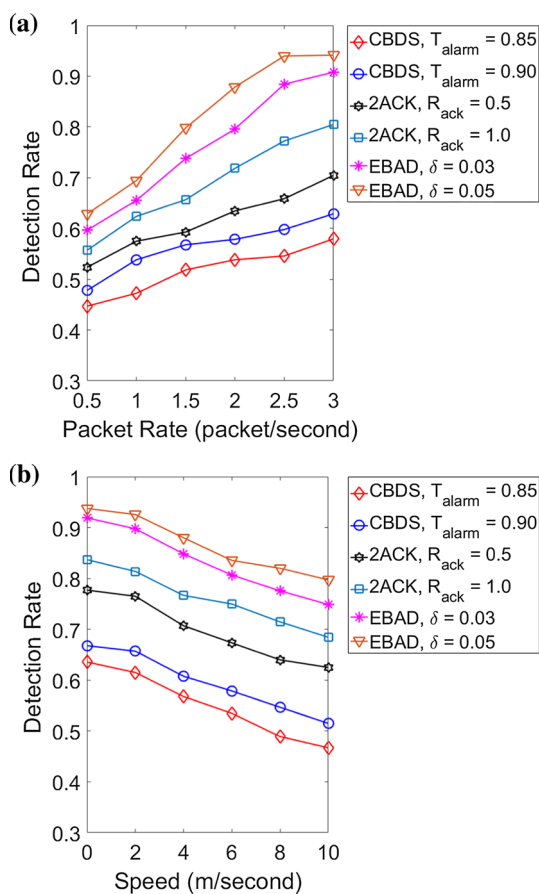 (a)
1
0.9
0.8
0.7
0.6
0.5
0.4
0.3
Detection Rate
0.5 1 1.5 2 2.5 3
Packet Rate (packet/second)
CBDS, T_alarm = 0.85
CBDS, T_alarm = 0.90
2ACK, R_ack = 0.5
2ACK, R_ack = 1.0
EBAD, δ = 0.03
EBAD, δ = 0.05
(b)
1
0.9
0.8
0.7
0.6
0.5
0.4
0.3
Detection Rate
0 2 4 6 8 10
Speed (m/second)
CBDS, T_alarm = 0.85
CBDS, T_alarm = 0.90
2ACK, R_ack = 0.5
2ACK, R_ack = 1.0
EBAD, δ = 0.03
EBAD, δ = 0.05